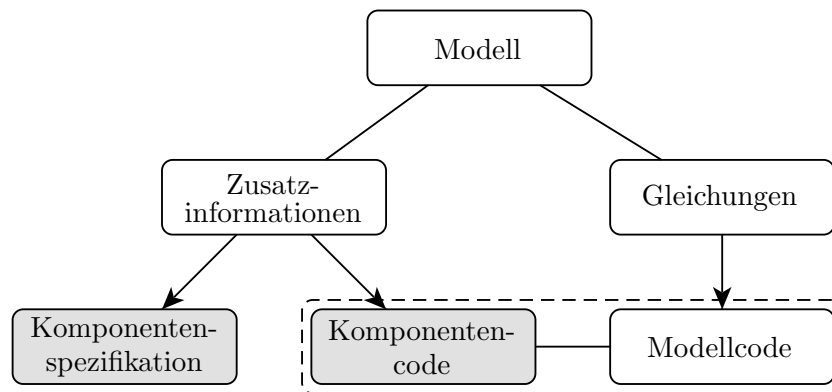 Modell
Zusatz-
informationen
Gleichungen
Komponenten-
spezifikation
Komponenten-
code
Modellcode